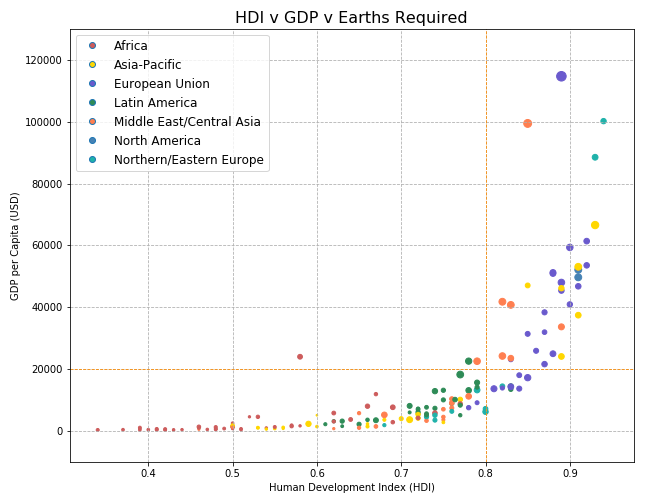 HDI v GDP v Earths Required
120000
100000
80000
60000
40000
20000
0
GDP per Capita (USD)
Africa
Asia-Pacific
European Union
Latin America
Middle East/Central Asia
North America
Northern/Eastern Europe
0.4 0.5 0.6 0.7 0.8 0.9
Human Development Index (HDI)